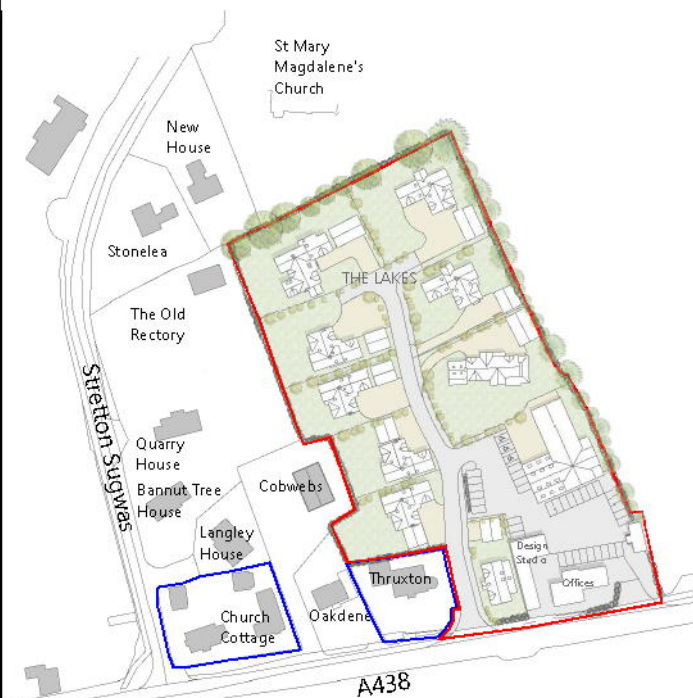 St Mary
Magdalene's
Church
New
House
Stonelea
THE LAKES
The Old
Rectory
Stretton Sugwas
Quarry
House
Bannut Tree
House
Cobwebs
Langley
House
Design
Studio
Thruxton
Offices
Church
Cottage
Oakdene
A438